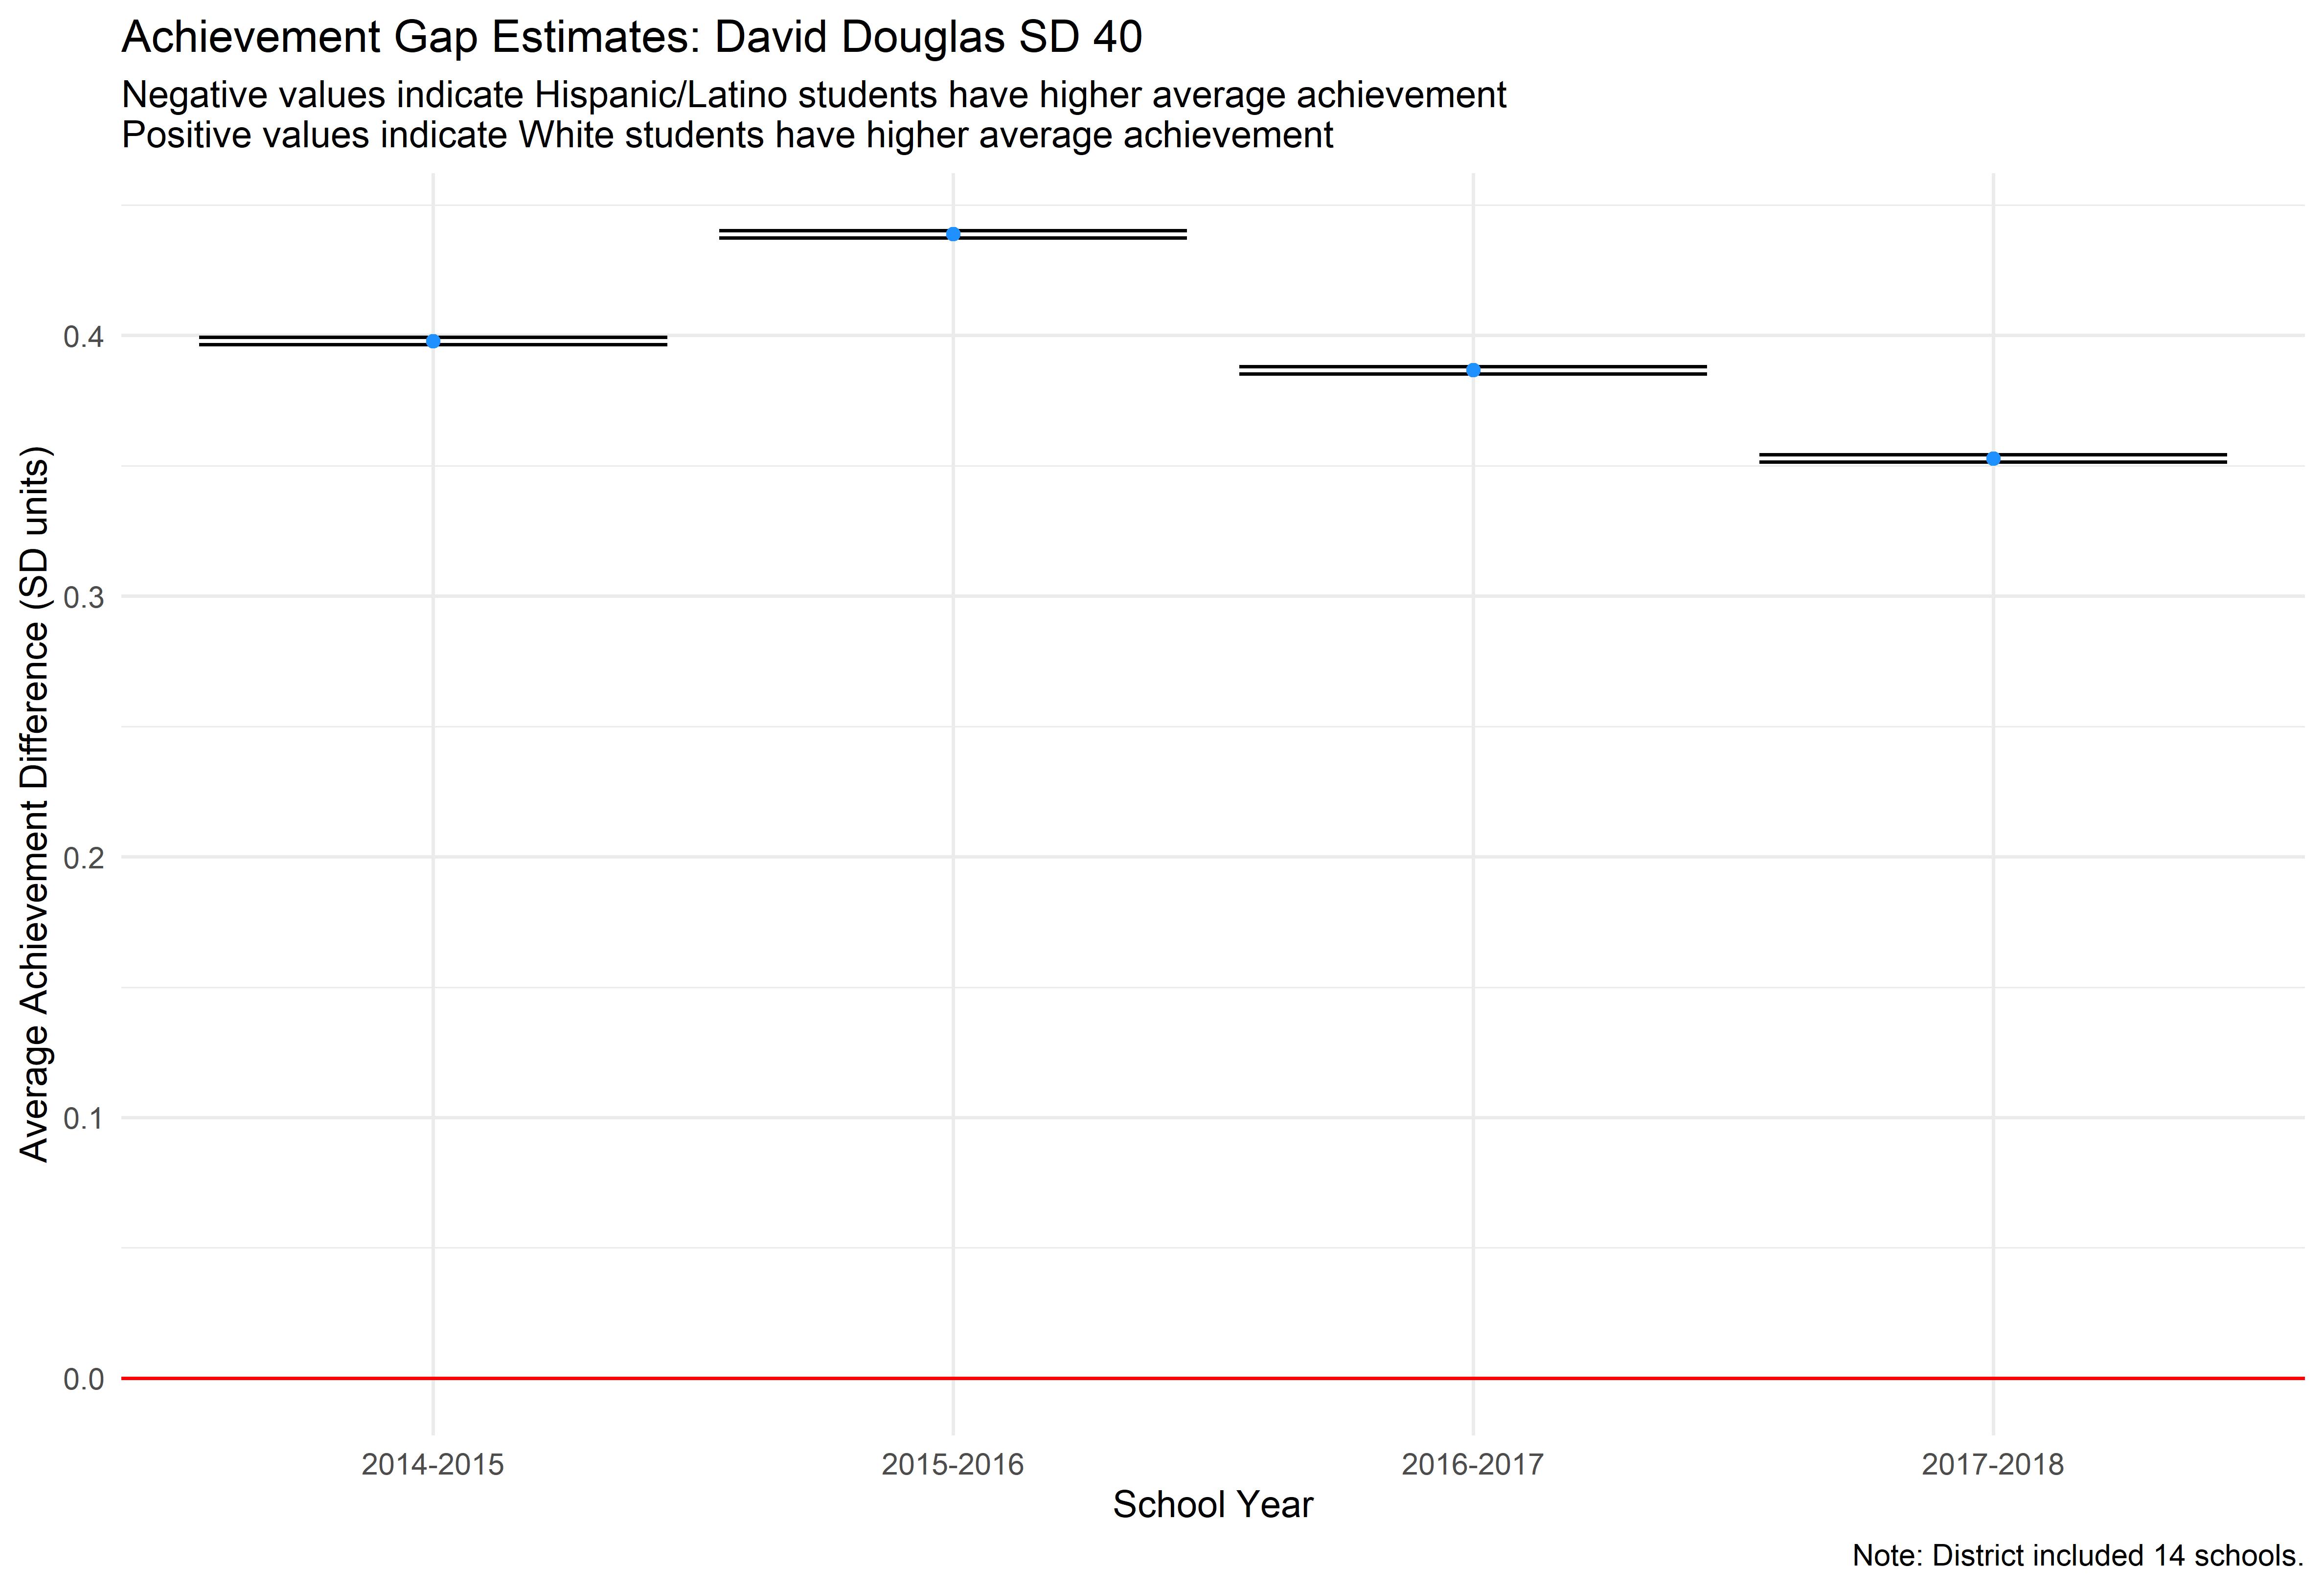 Achievement Gap Estimates: David Douglas SD 40
Negative values indicate Hispanic/Latino students have higher average achievement
Positive values indicate White students have higher average achievement
Average Achievement Difference (SD units)
0.4
0.3
0.2
0.1
0.0
2014-2015
2015-2016
2016-2017
2017-2018
School Year
Note: District included 14 schools.